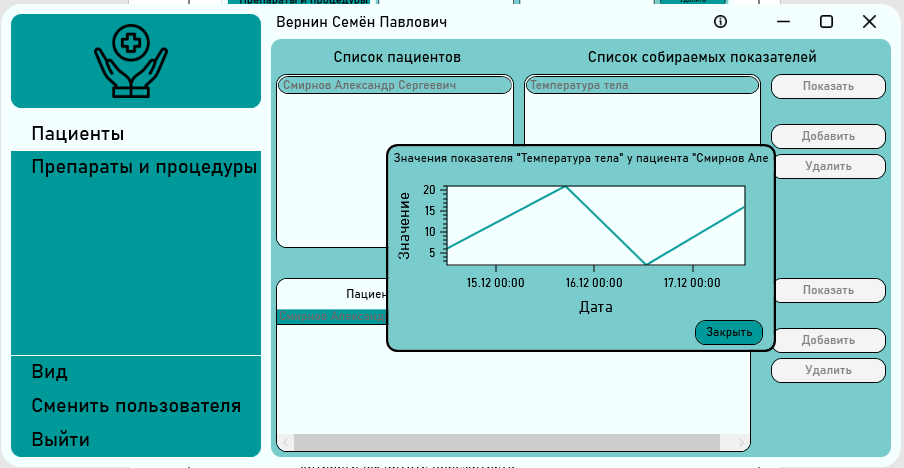 Препараты и процедуры
Вернин Семён Павлович
Список пациентов
Список собираемых показателей
Смирнов Александр Сергеевич
Температура тела
Показать
Добавить
Удалить
Пациенты
Препараты и процедуры
Значения показателя "Температура тела" у пациента "Смирнов Але
Значение
20
15
10
5
15.12 00:00
16.12 00:00
17.12 00:00
Дата
Закрыть
Пациен
Показать
Добавить
Удалить
Вид
Сменить пользователя
Выйти